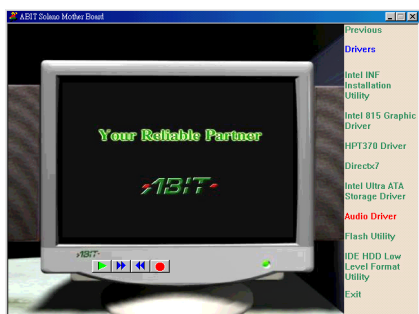 ABIT Solano Mother Board
Previous
Drivers
Intel INF
Installation
Utility
Intel 815 Graphic
Driver
HPT370 Driver
Directx7
Intel Ultra ATA
Storage Driver
Audio Driver
Flash Utility
IDE HDD Low
Level Format
Utility
Exit
Your Reliable Partner
ABIT
ABIT